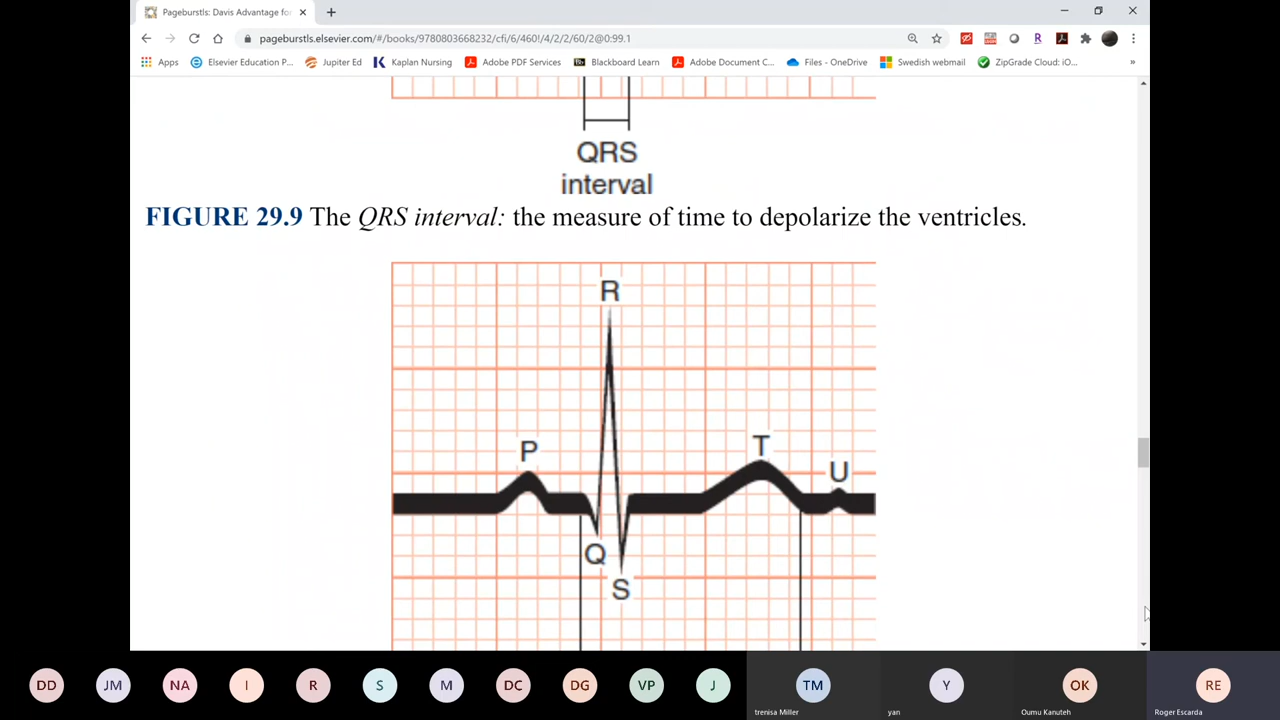 Pageburstls: Davis Advantage for
pageburstls.elsevier.com/#/books/9780803668232/cfi/6/460!/4/2/2/60/2@0:99.1
Apps Elsevier Education P... Jupiter Ed Kaplan Nursing Adobe PDF Services Blackboard Learn Adobe Document C... Files - OneDrive Swedish webmail ZipGrade Cloud: iO... »
QRS
interval
FIGURE 29.9 The QRS interval: the measure of time to depolarize the ventricles.
R
P
T
U
Q
S
DD JM NA I R S M DC DG VP J TM Y OK RE
trenisa Miller yan Oumu Kanuteh Roger Escarda